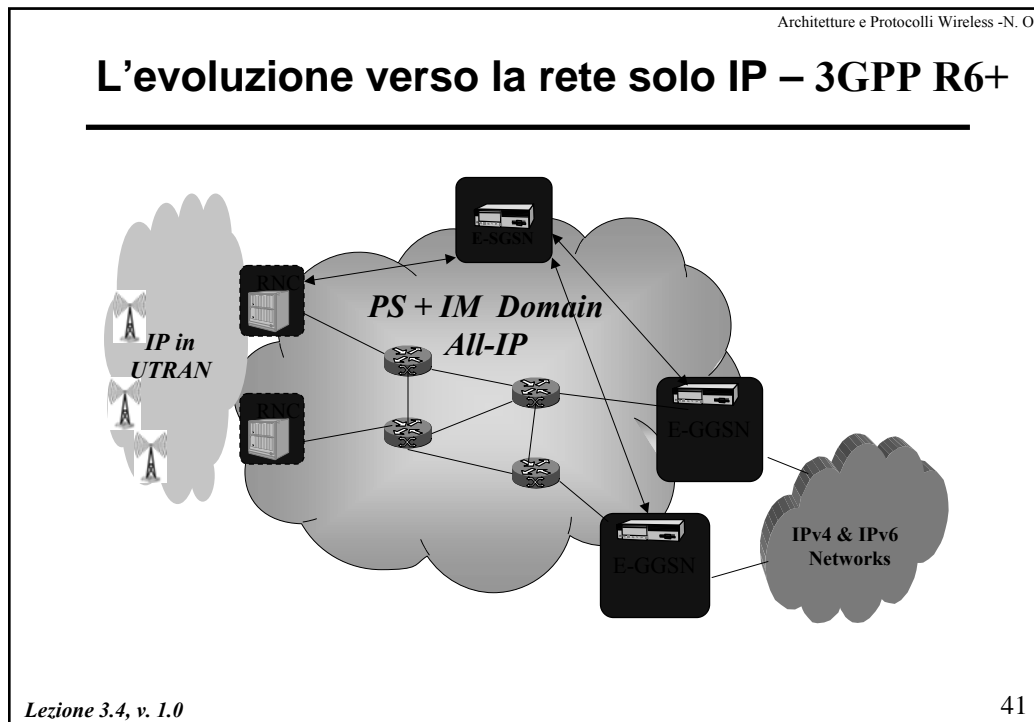 Architetture e Protocolli Wireless -N. O
L'evoluzione verso la rete solo IP – 3GPP R6+
E-SGSN
RNC
PS + IM Domain
All-IP
IP in
UTRAN
RNC
E-GGSN
E-GGSN
IPv4 & IPv6
Networks
Lezione 3.4, v. 1.0
41